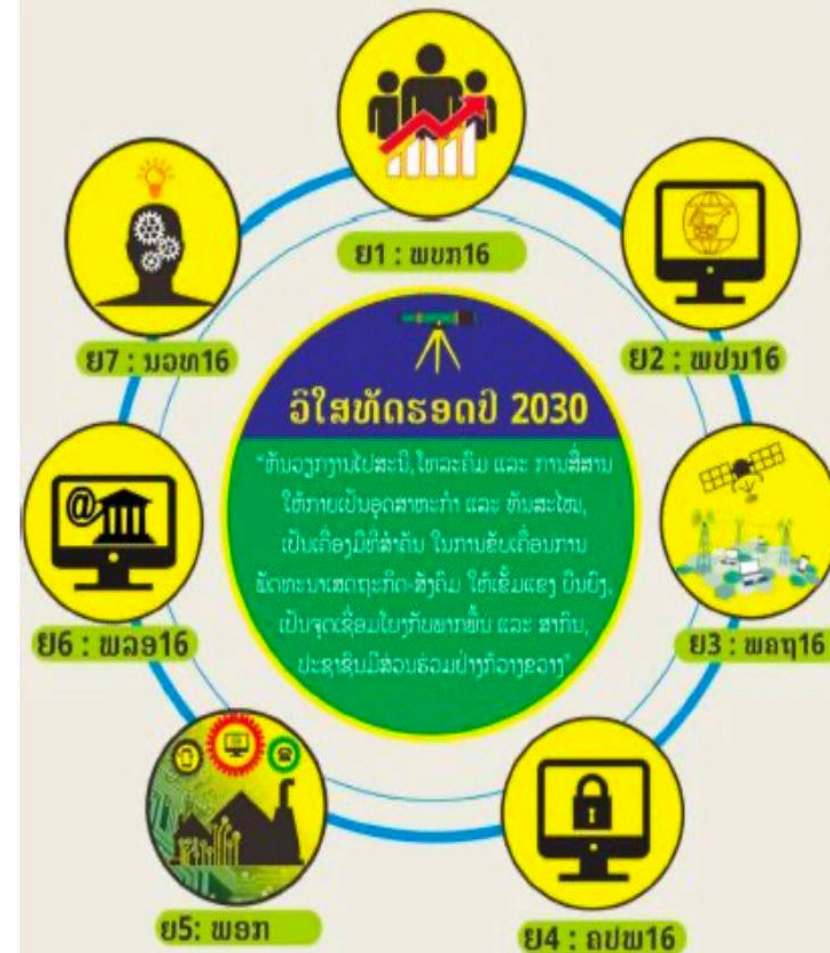 ຍ1 : ພບກ16
ຍ2 : ພປນ16
ຍ3 : ພຄຖ16
ຍ4 : ຄປພ16
ຍ5: ພອກ
ຍ6 : ພລອ16
ຍ7 : ນວທ16
ວິໃສທັດຮອດປີ 2030
“ຫັນວຽກງານໄປສະນີ,ໂທລະຄົມ ແລະ ການສື່ສານ
ໃຫ້ກາຍເປັນອຸດສາຫະກຳ ແລະ ທັນສະໄໝ,
ເປັນເຄື່ອງມືທີ່ສຳຄັນ ໃນການຂັບເຄື່ອນການ
ພັດທະນາເສດຖະກິດ-ສັງຄົມ ໃຫ້ເຂັ້ມແຂງ ຍືນຍົງ,
ເປັນຈຸດເຊື່ອມໂຍງກັບພາກພື້ນ ແລະ ສາກົນ,
ປະຊາຊົນມີສ່ວນຮ່ວມຢ່າງກ້ວາງຂວາງ”
@